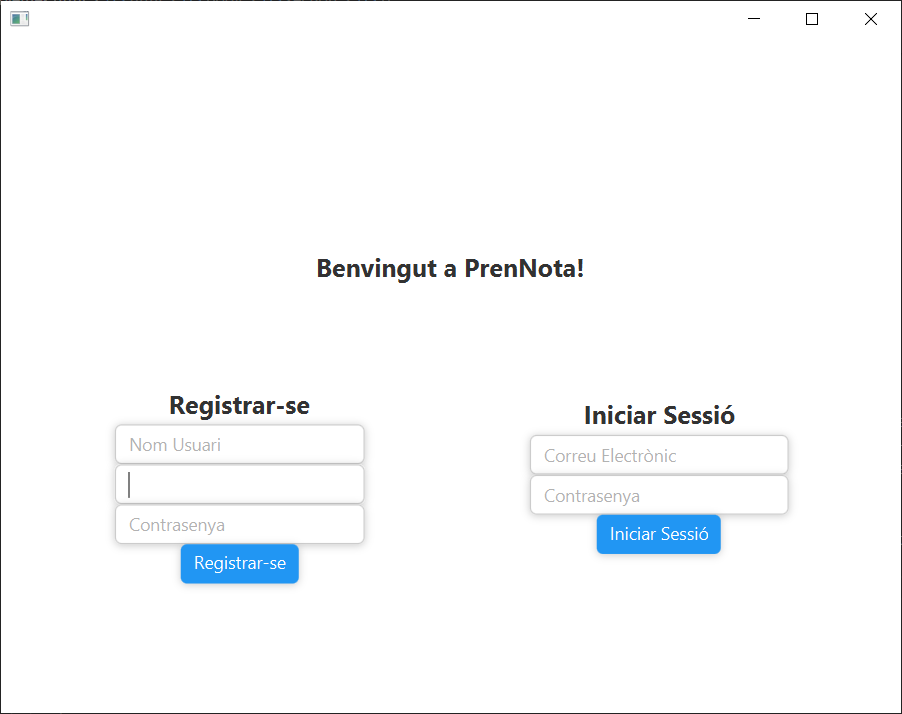 Benvingut a PrenNota!
Registrar-se
Nom Usuari
Contrasenya
Registrar-se
Iniciar Sessió
Correu Electrònic
Contrasenya
Iniciar Sessió